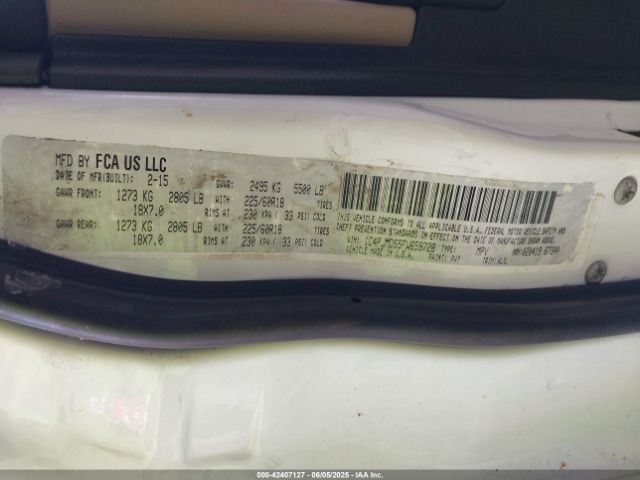 MFD BY FCA US LLC
DATE OF MFR(BUILT): 2-15 GVWR: 2495 KG 5500 LB
GAWR FRONT: 1273 KG 2805 LB WITH 225/60R18 TIRES
18X7.0 RIMS AT 230 KPA ( 33 PSI) COLD
GAWR REAR: 1273 KG 2805 LB WITH 225/60R18 TIRES
18X7.0 RIMS AT 230 KPA ( 33 PSI) COLD
THIS VEHICLE CONFORMS TO ALL APPLICABLE U.S.A. FEDERAL MOTOR VEHICLE SAFETY AND
THEFT PREVENTION STANDARDS IN EFFECT ON THE DATE OF MANUFACTURE SHOWN ABOVE.
VIN: TYPE: MPV
VEHICLE MADE IN U.S.A. PAINT: PW7 TRIM:
000-42407127 - 06/05/2025 - IAA Inc.